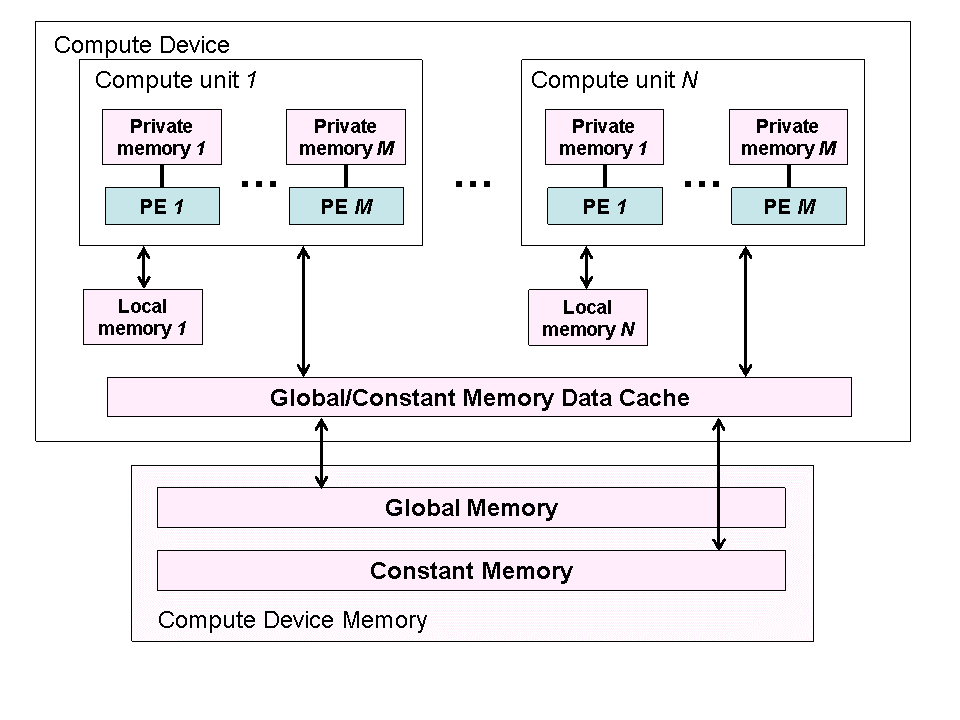 Compute Device
Compute unit 1
Private
memory 1
Private
memory M
PE 1
...
PE M
...
Compute unit N
Private
memory 1
Private
memory M
PE 1
...
PE M
Local
memory 1
Local
memory N
Global/Constant Memory Data Cache
Global Memory
Constant Memory
Compute Device Memory